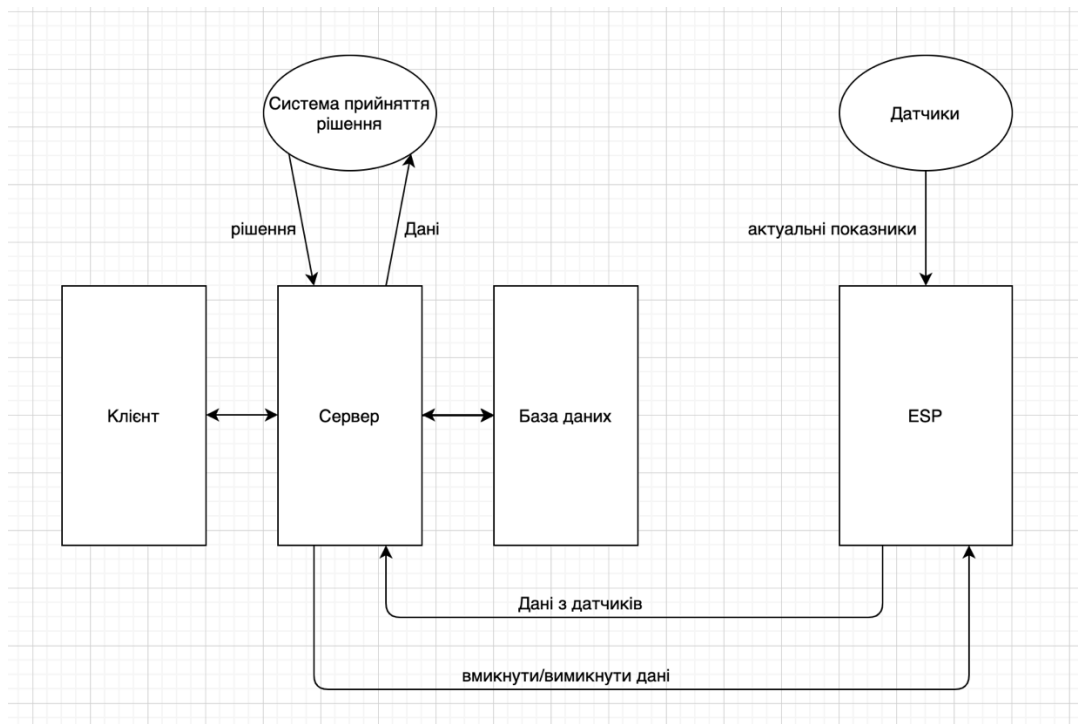 Система прийняття
рішення
Датчики
рішення
Дані
актуальні показники
Клієнт
Сервер
База даних
ESP
Дані з датчиків
вмикнути/вимикнути дані